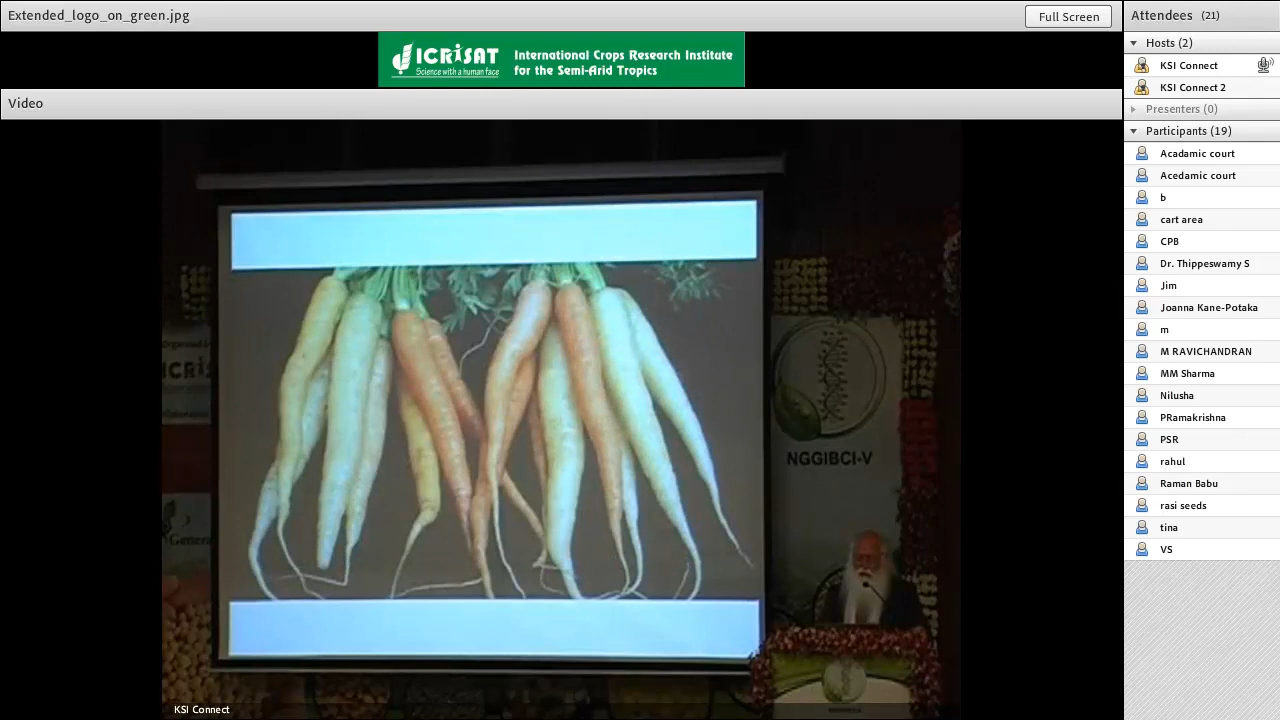 Extended_logo_on_green.jpg
Full Screen
ICRISAT
Science with a human face
International Crops Research Institute
for the Semi-Arid Tropics
Video
NGGIBCI-V
KSI Connect
Attendees (21)
Hosts (2)
KSI Connect
KSI Connect 2
Presenters (0)
Participants (19)
Acadamic court
Acedamic court
b
cart area
CPB
Dr. Thippeswamy S
Jim
Joanna Kane-Potaka
m
M RAVICHANDRAN
MM Sharma
Nilusha
PRamakrishna
PSR
rahul
Raman Babu
rasi seeds
tina
VS